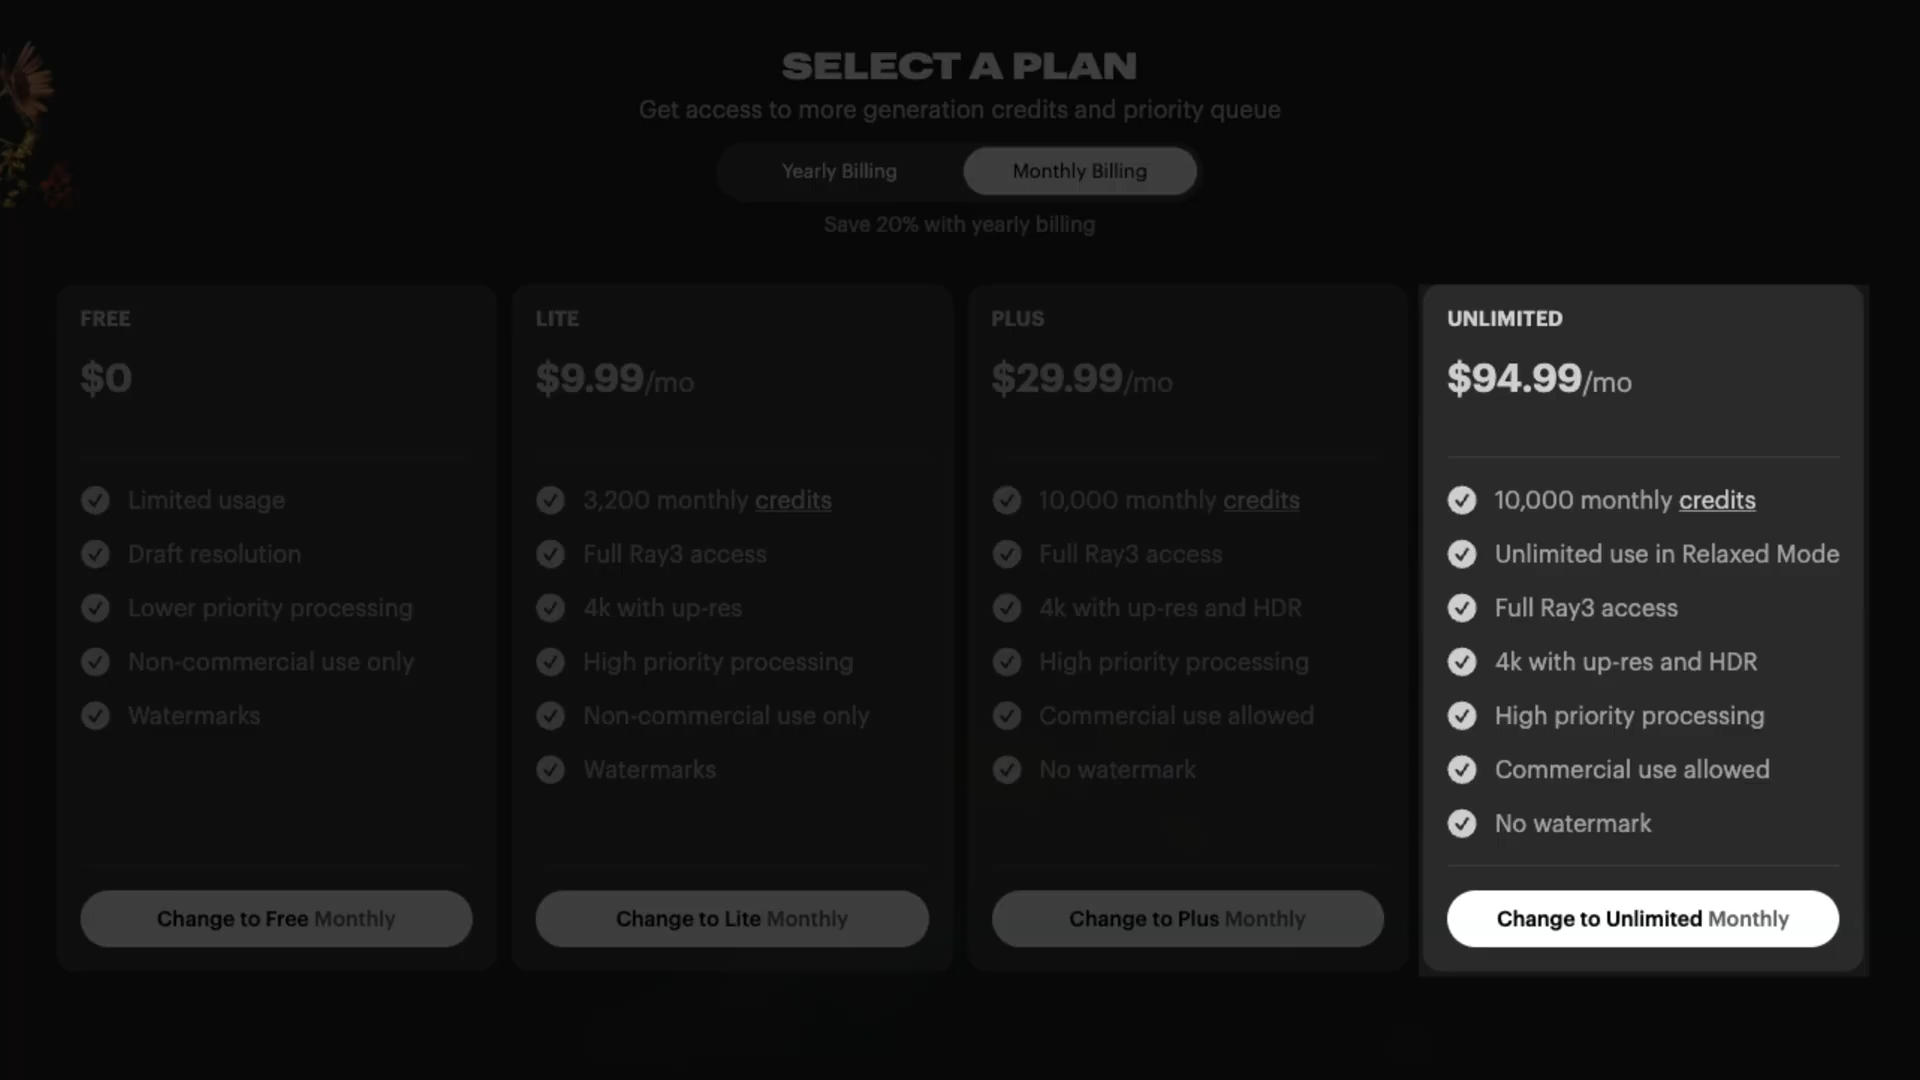 SELECT A PLAN
Get access to more generation credits and priority queue
Yearly Billing
Monthly Billing
Save 20% with yearly billing
FREE
$0
Limited usage
Draft resolution
Lower priority processing
Non-commercial use only
Watermarks
Change to Free Monthly
LITE
$9.99/mo
3,200 monthly credits
Full Ray3 access
4k with up-res
High priority processing
Non-commercial use only
Watermarks
Change to Lite Monthly
PLUS
$29.99/mo
10,000 monthly credits
Full Ray3 access
4k with up-res and HDR
High priority processing
Commercial use allowed
No watermark
Change to Plus Monthly
UNLIMITED
$94.99/mo
10,000 monthly credits
Unlimited use in Relaxed Mode
Full Ray3 access
4k with up-res and HDR
High priority processing
Commercial use allowed
No watermark
Change to Unlimited Monthly